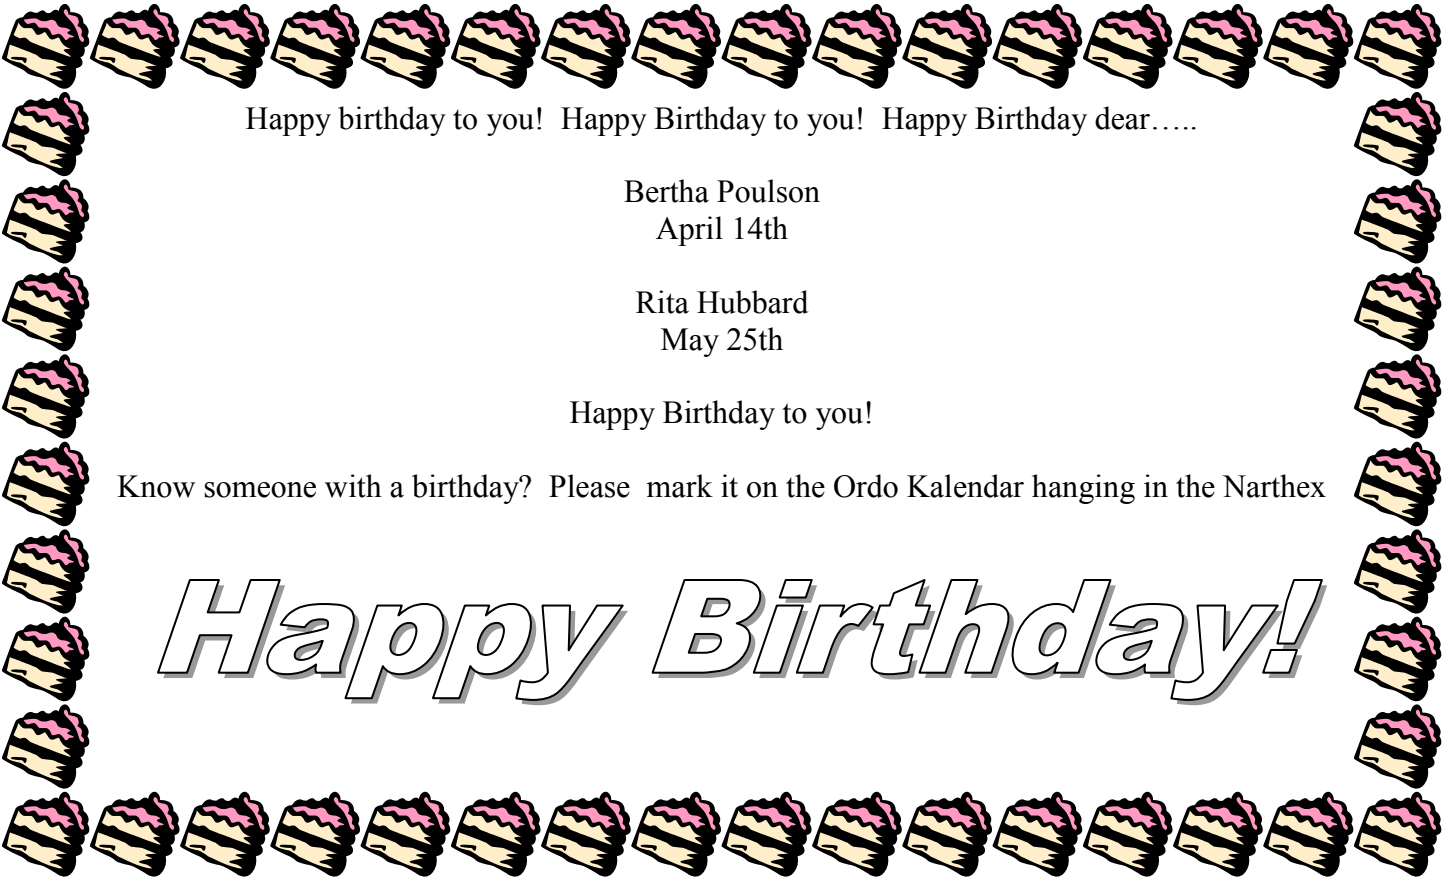 Happy birthday to you!  Happy Birthday to you!  Happy Birthday dear…..
Bertha Poulson
April 14th
Rita Hubbard
May 25th
Happy Birthday to you!
Know someone with a birthday?  Please  mark it on the Ordo Kalendar hanging in the Narthex
Happy Birthday!